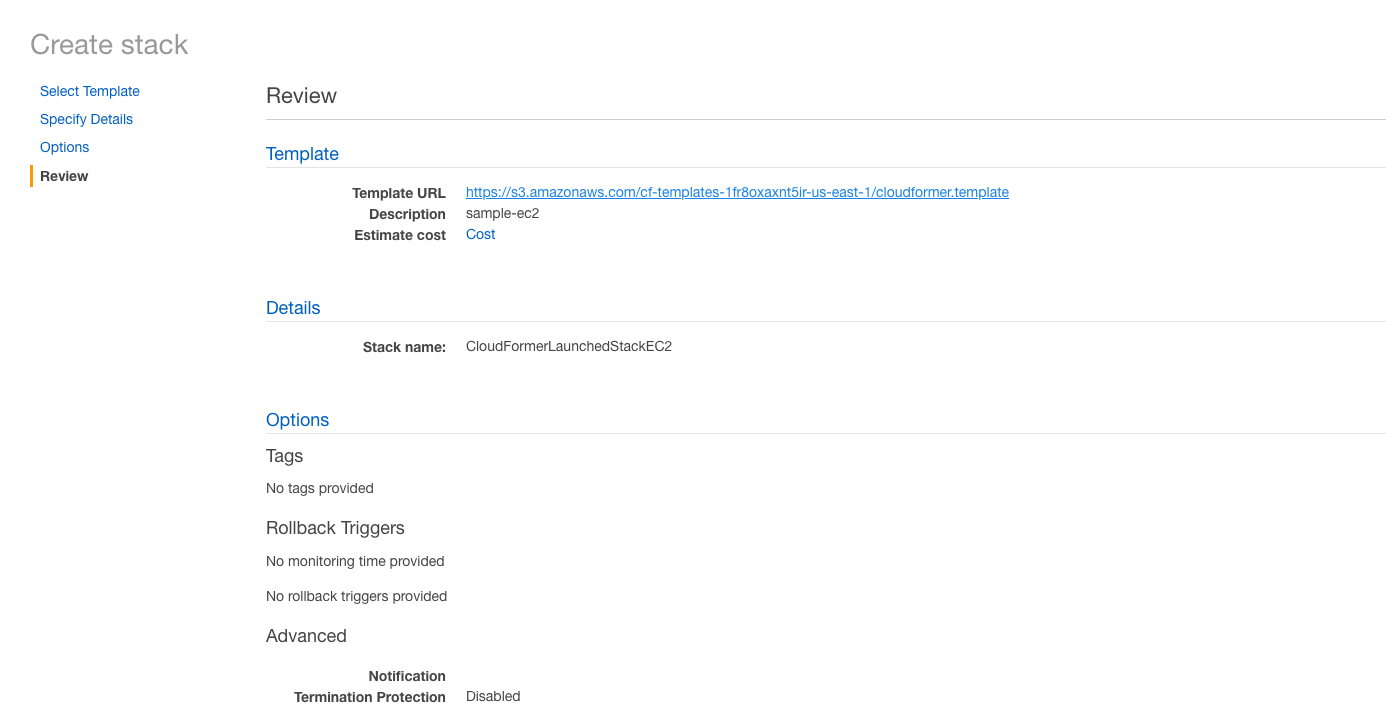 Create stack
Select Template
Specify Details
Options
Review
Review
Template
Template URL https://s3.amazonaws.com/cf-templates-1fr8oxaxnt5ir-us-east-1/cloudformer.template
Description sample-ec2
Estimate cost Cost
Details
Stack name: CloudFormerLaunchedStackEC2
Options
Tags
No tags provided
Rollback Triggers
No monitoring time provided
No rollback triggers provided
Advanced
Notification
Termination Protection Disabled